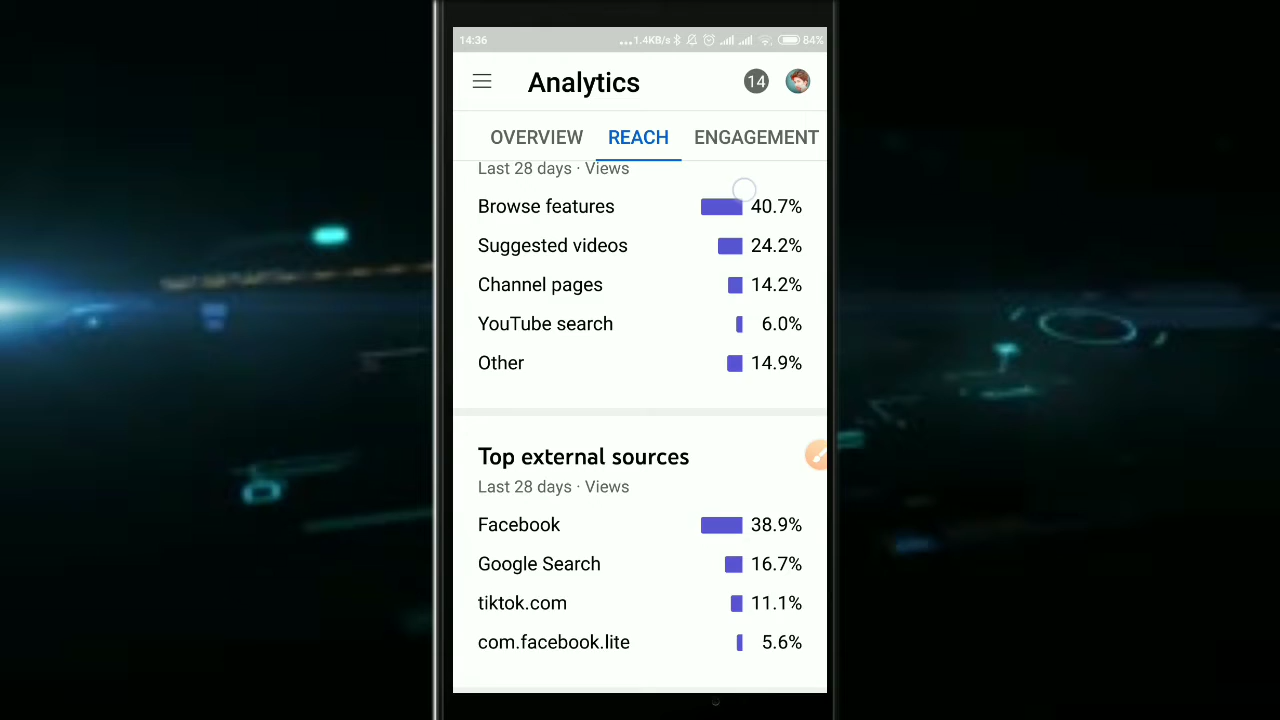 14:36 ...1.4KB/s 84%
Analytics 14
OVERVIEW REACH ENGAGEMENT
Last 28 days · Views
Browse features 40.7%
Suggested videos 24.2%
Channel pages 14.2%
YouTube search 6.0%
Other 14.9%
Top external sources
Last 28 days · Views
Facebook 38.9%
Google Search 16.7%
tiktok.com 11.1%
com.facebook.lite 5.6%